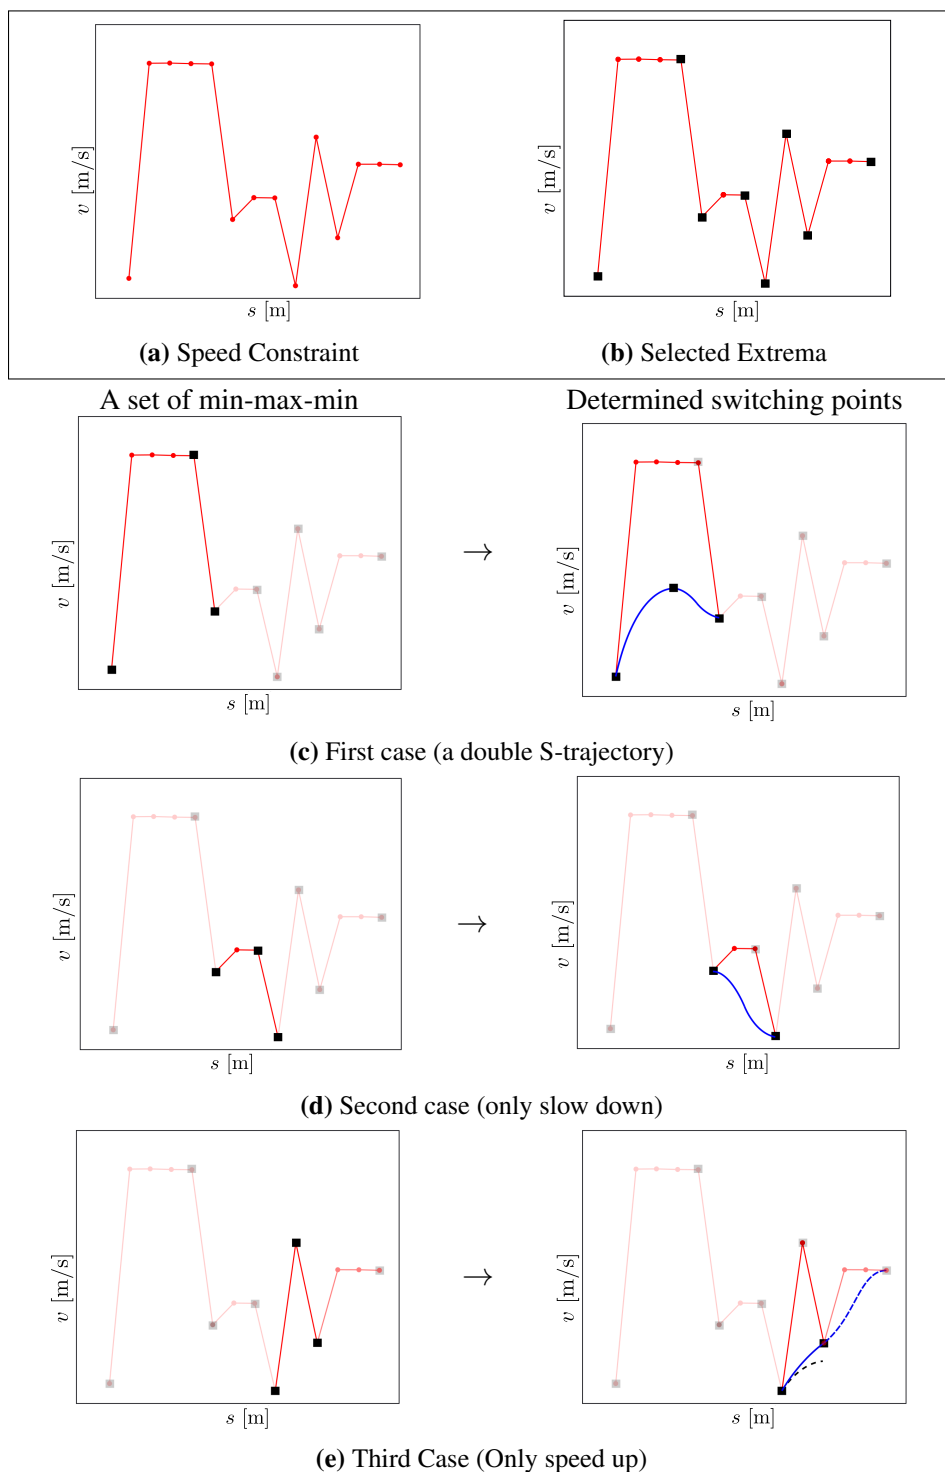 v [m/s]
s [m]
(a) Speed Constraint
v [m/s]
s [m]
(b) Selected Extrema
A set of min-max-min
Determined switching points
v [m/s]
s [m]
→
v [m/s]
s [m]
(c) First case (a double S-trajectory)
v [m/s]
s [m]
→
v [m/s]
s [m]
(d) Second case (only slow down)
v [m/s]
s [m]
→
v [m/s]
s [m]
(e) Third Case (Only speed up)